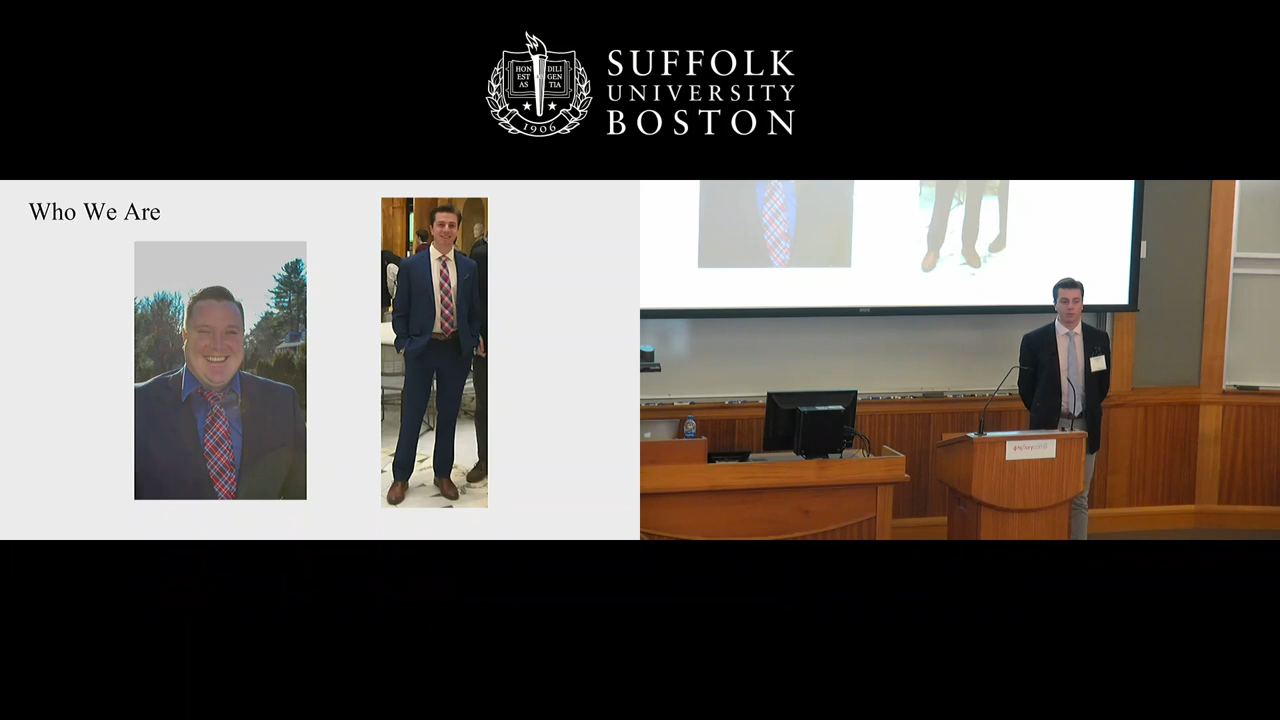 HON
EST
AS
DILI
GEN
TIA
1906
SUFFOLK
UNIVERSITY
BOSTON
Who We Are